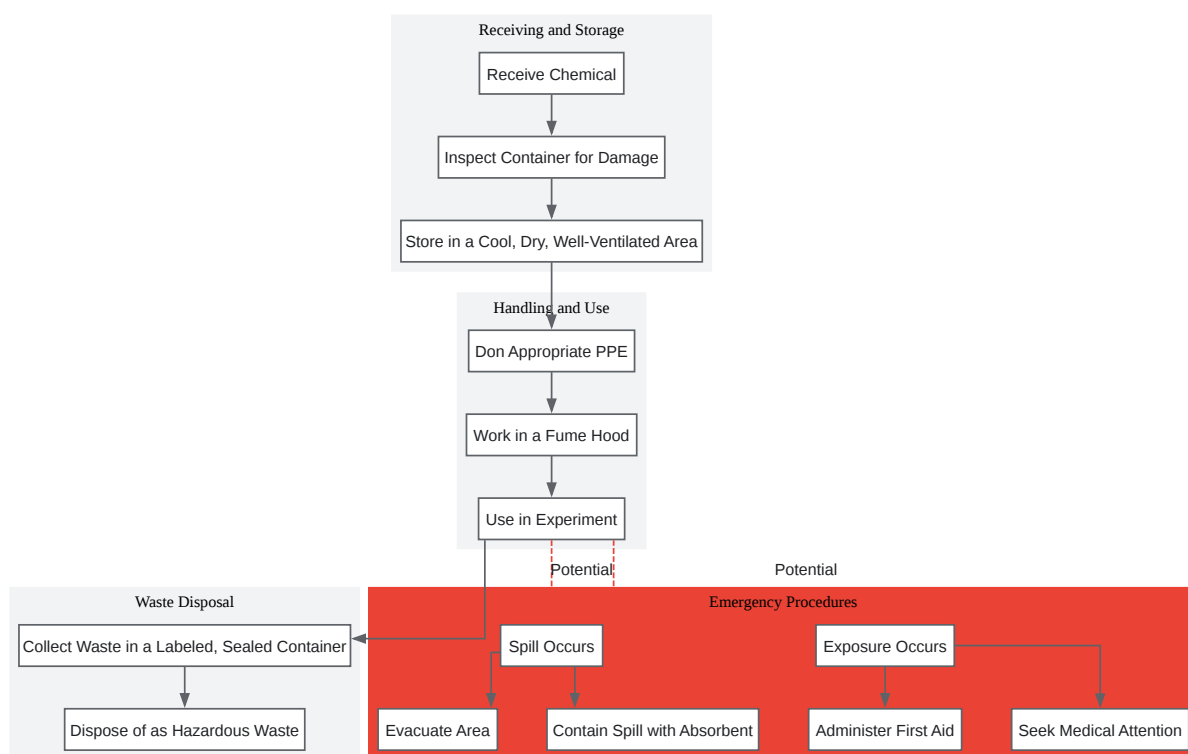 Receiving and Storage
Receive Chemical
Inspect Container for Damage
Store in a Cool, Dry, Well-Ventilated Area
Handling and Use
Don Appropriate PPE
Work in a Fume Hood
Use in Experiment
Potential
Potential
Waste Disposal
Emergency Procedures
Collect Waste in a Labeled, Sealed Container
Spill Occurs
Exposure Occurs
Dispose of as Hazardous Waste
Evacuate Area
Contain Spill with Absorbent
Administer First Aid
Seek Medical Attention